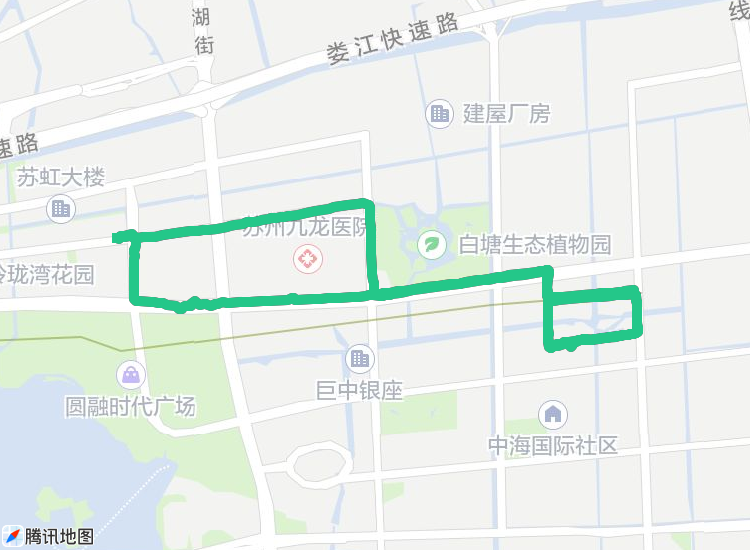 湖街
线
娄江快速路
建屋厂房
速路
苏虹大楼
苏州九龙医院
白塘生态植物园
玲珑湾花园
巨中银座
圆融时代广场
中海国际社区
腾讯地图